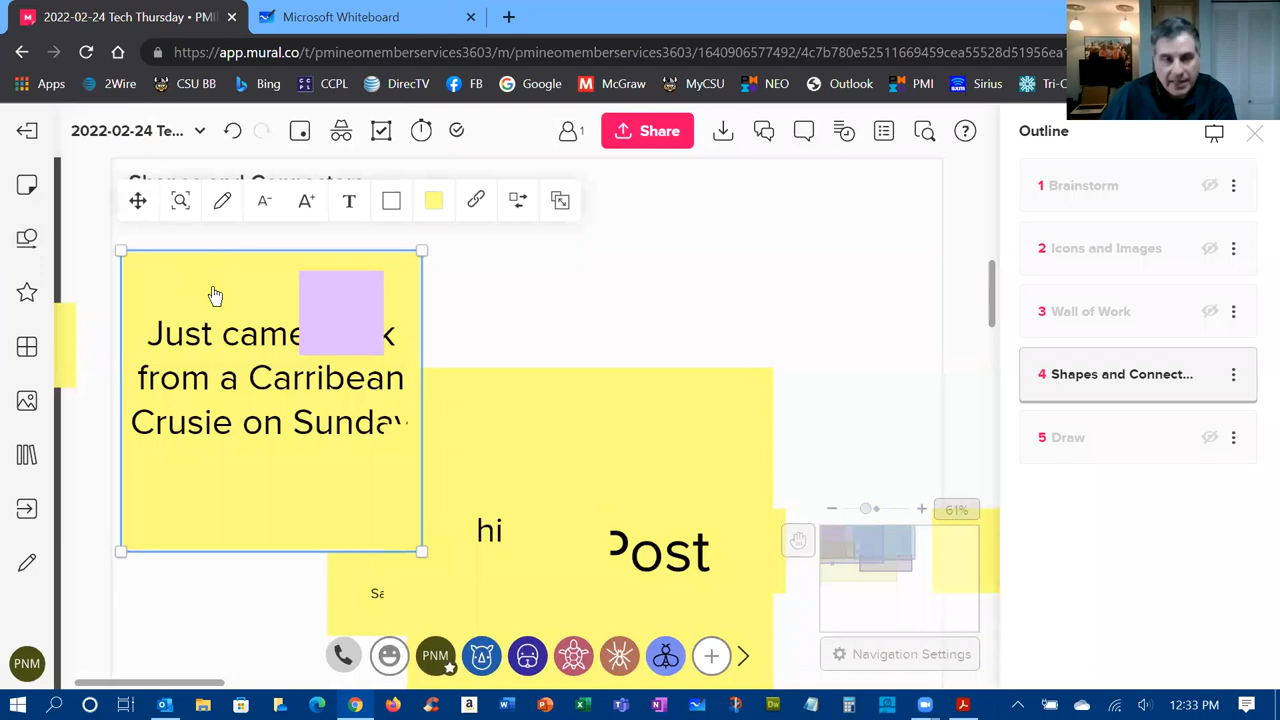 2022-02-24 Tech Thursday • PMI
Microsoft Whiteboard
https://app.mural.co/t/pmineomemberservices3603/m/pmineomemberservices3603/1640906577492/4c7b780e52511669459cea55528d51956ea
Apps 2Wire CSU BB Bing CCPL DirecTV FB Google McGraw MyCSU NEO Outlook PMI Sirius Tri-C
2022-02-24 Te... 1 Share
Outline
A- A+ T
1 Brainstorm
2 Icons and Images
3 Wall of Work
4 Shapes and Connect...
5 Draw
Just came
from a Carribean
Crusie on Sunday
hi
Post
61%
PNM
Navigation Settings
PNM
12:33 PM